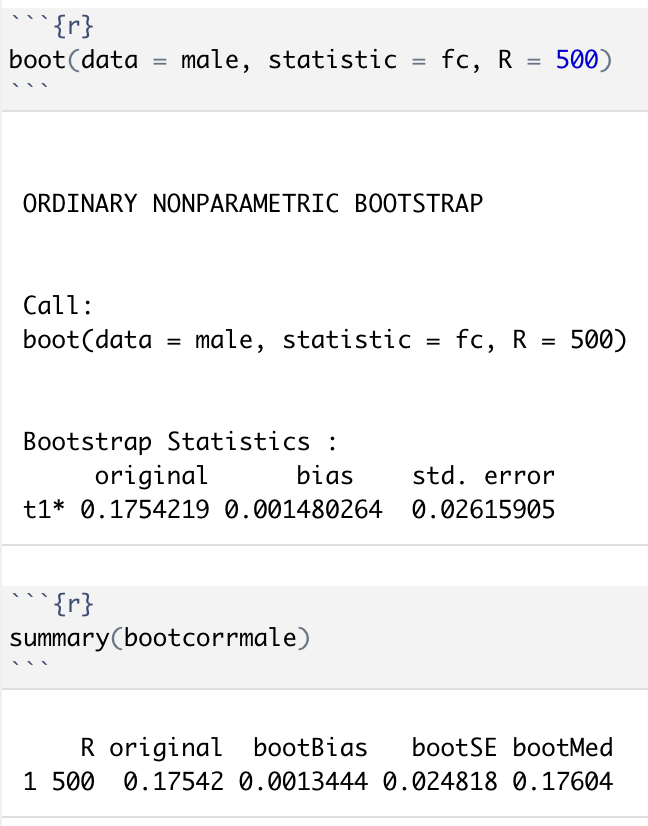 ```{r}
boot(data = male, statistic = fc, R = 500)
```
ORDINARY NONPARAMETRIC BOOTSTRAP
Call:
boot(data = male, statistic = fc, R = 500)
Bootstrap Statistics :
original bias std. error
t1* 0.1754219 0.001480264 0.02615905
```{r}
summary(bootcorrmale)
```
R original bootBias bootSE bootMed
1 500 0.17542 0.0013444 0.024818 0.17604